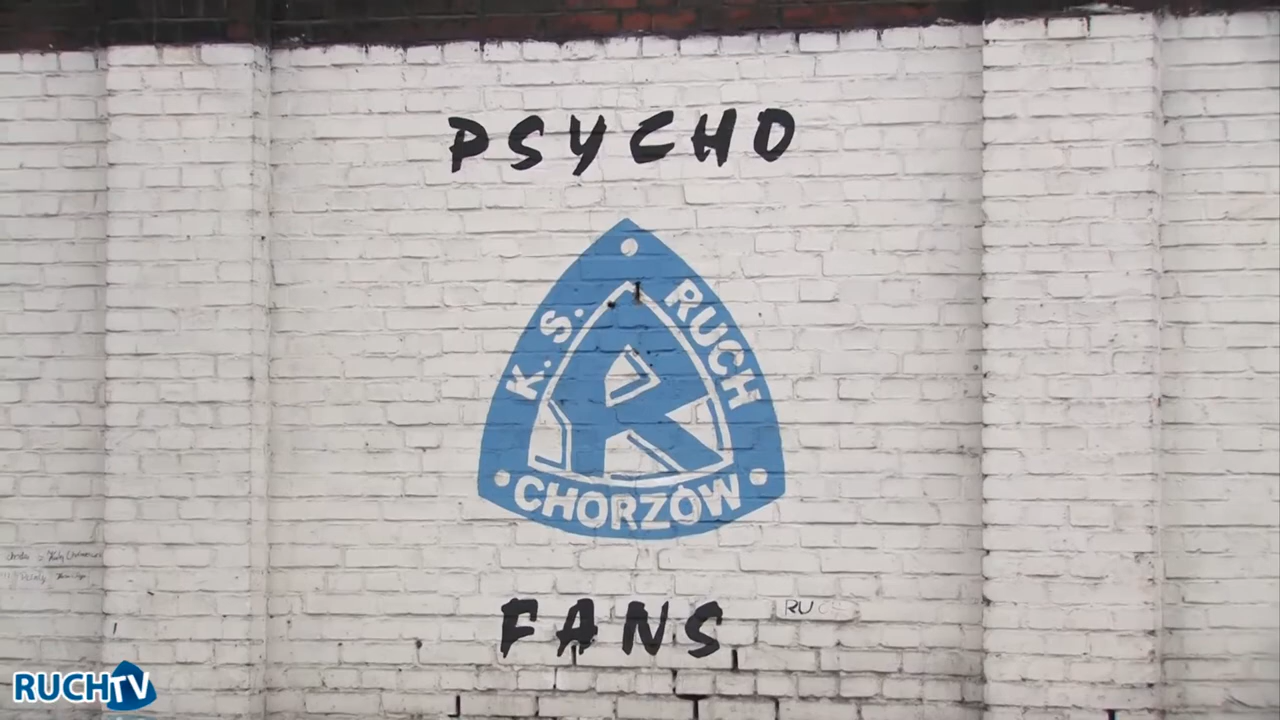 PSYCHO
K.S. RUCH
CHORZÓW
FANS
RUCH
RUCHTV